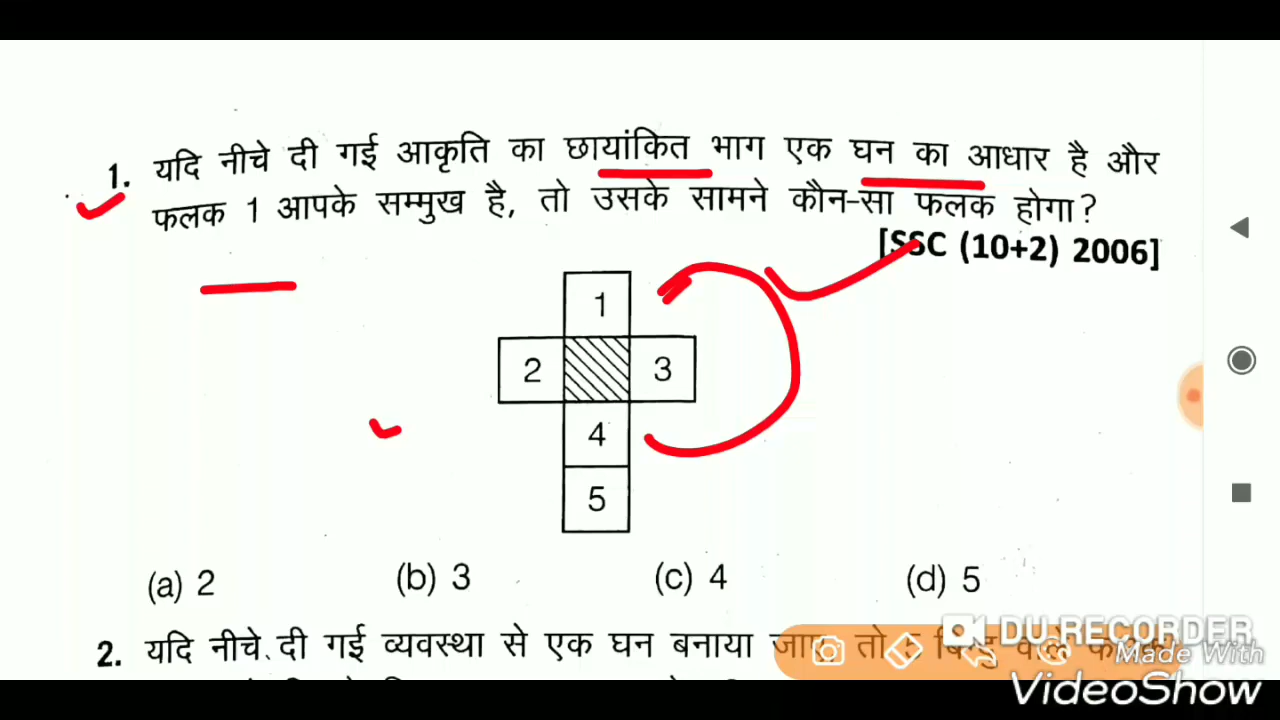 1. यदि नीचे दी गई आकृति का छायांकित भाग एक घन का आधार है और
फलक 1 आपके सम्मुख है, तो उसके सामने कौन-सा फलक होगा?
[SSC (10+2) 2006]
1
2 3
4
5
(a) 2 (b) 3 (c) 4 (d) 5
2. यदि नीचे दी गई व्यवस्था से एक घन बनाया जाए, तो 5
DU RECORDER
Made With
VideoShow